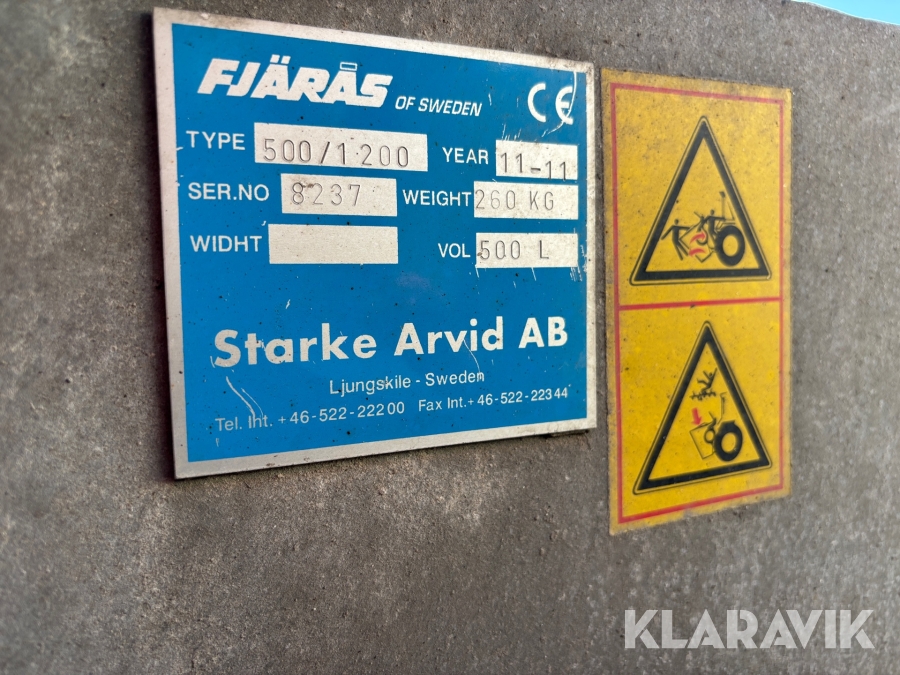 FJÄRÅS OF SWEDEN CE
TYPE 500/1200 YEAR 11-11
SER.NO 8237 WEIGHT 260 KG
WIDHT VOL 500 L
Starke Arvid AB
Ljungskile - Sweden
Tel. Int. +46-522-22200 Fax Int.+46-522-22344
KLARAVIK